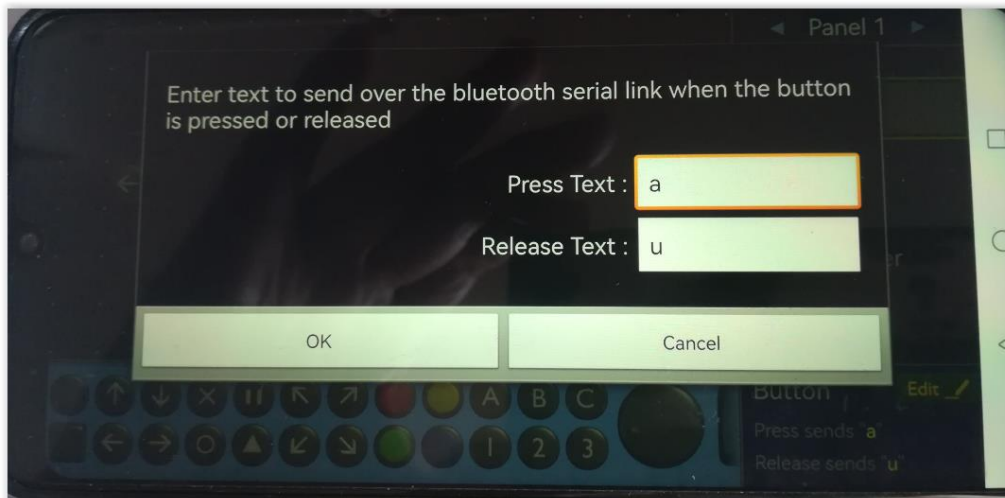 Panel 1
Enter text to send over the bluetooth serial link when the button
is pressed or released
Press Text : a
Release Text : u
OK
Cancel
A B C
1 2 3
Button
Edit
Press sends "a"
Release sends "u"